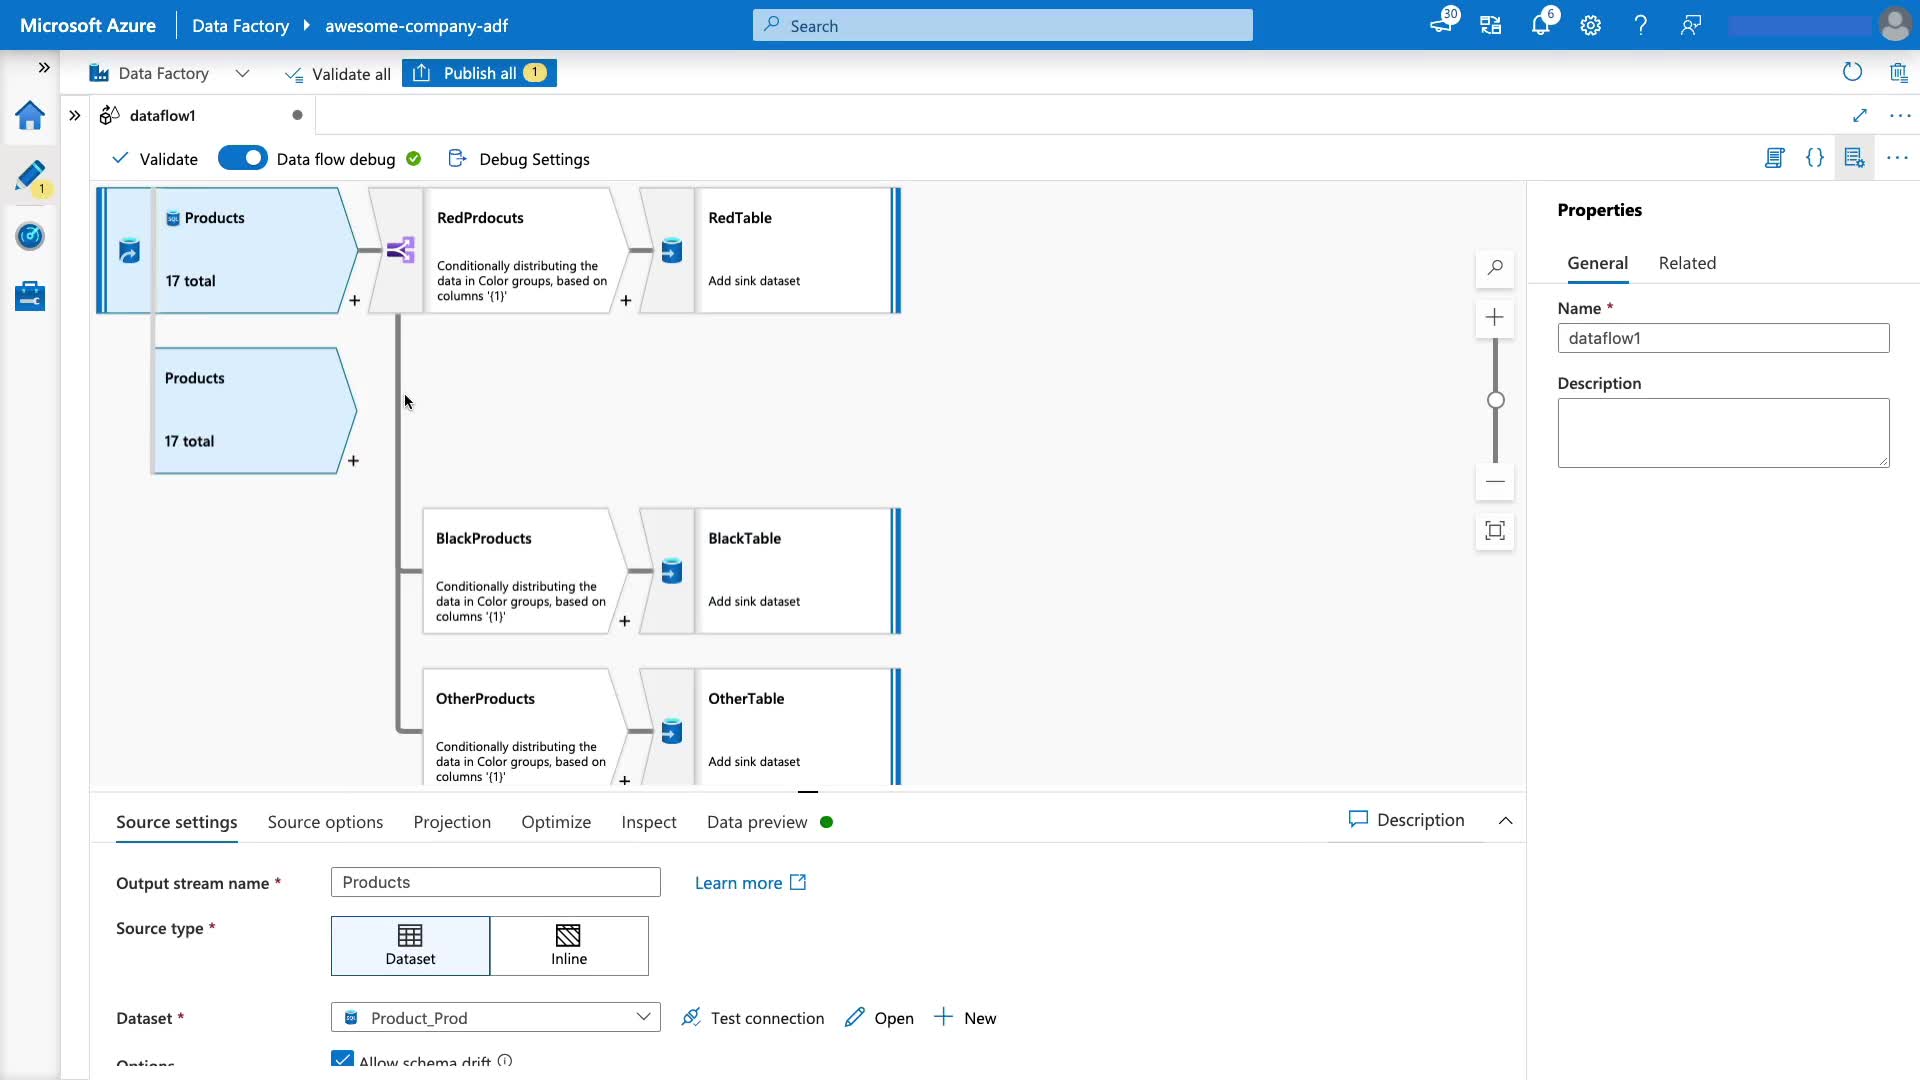 Microsoft Azure
Data Factory
awesome-company-adf
Search
30
6
Data Factory
Validate all
Publish all
1
dataflow1
1
Validate
Data flow debug
Debug Settings
Products
17 total
RedPrdocuts
Conditionally distributing the
data in Color groups, based on
columns '{1}'
RedTable
Add sink dataset
Products
17 total
BlackProducts
Conditionally distributing the
data in Color groups, based on
columns '{1}'
BlackTable
Add sink dataset
OtherProducts
Conditionally distributing the
data in Color groups, based on
columns '{1}'
OtherTable
Add sink dataset
Properties
General
Related
Name *
dataflow1
Description
Source settings
Source options
Projection
Optimize
Inspect
Data preview
Description
Output stream name *
Products
Learn more
Source type *
Dataset
Inline
Dataset *
Product_Prod
Test connection
Open
New
Options
Allow schema drift